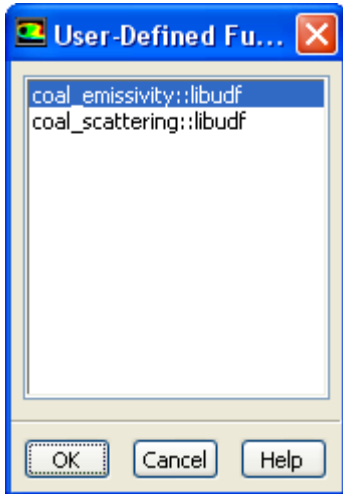 User-Defined Fu...
coal_emissivity::libudf
coal_scattering::libudf
OK
Cancel
Help